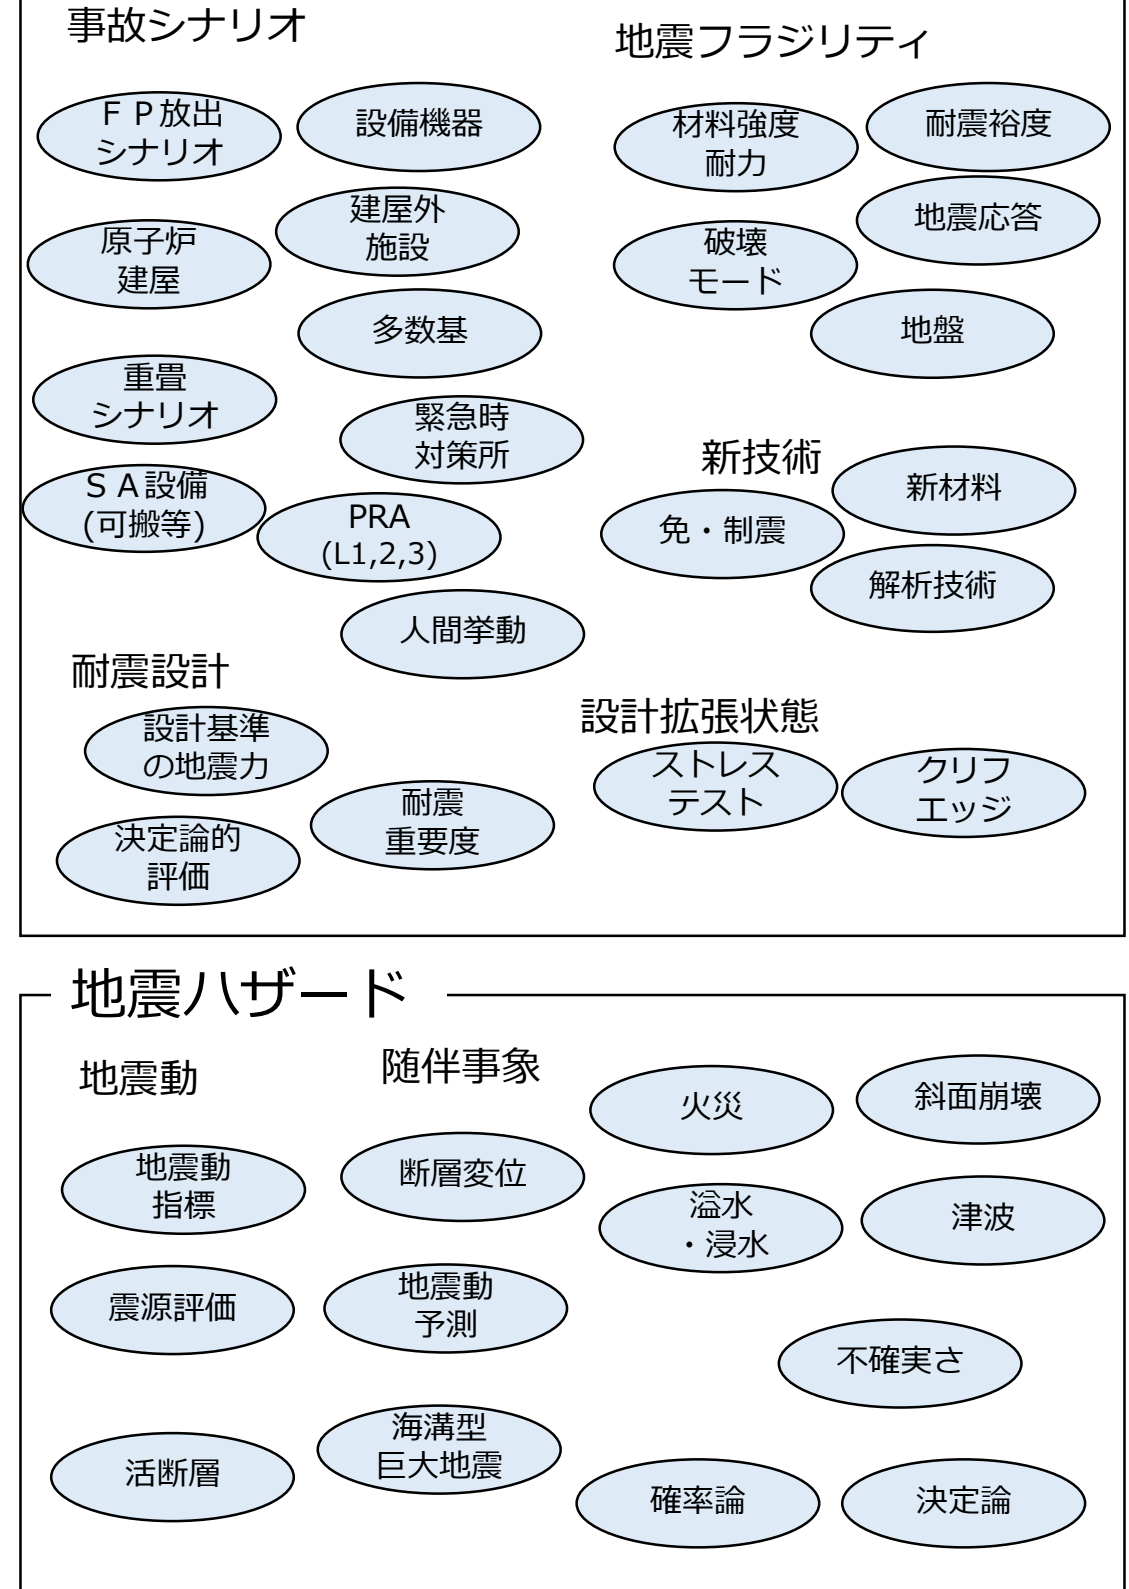 事故シナリオ
ＦＰ放出
シナリオ
設備機器
建屋外
施設
原子炉
建屋
多数基
重畳
シナリオ
緊急時
対策所
ＳＡ設備
(可搬等)
PRA
(L1,2,3)
人間挙動
地震フラジリティ
材料強度
耐力
耐震裕度
地震応答
破壊
モード
地盤
新技術
新材料
免・制震
解析技術
耐震設計
設計基準
の地震力
耐震
重要度
決定論的
評価
設計拡張状態
ストレス
テスト
クリフ
エッジ
地震ハザード
地震動
随伴事象
火災
斜面崩壊
地震動
指標
断層変位
溢水
・浸水
津波
震源評価
地震動
予測
不確実さ
活断層
海溝型
巨大地震
確率論
決定論